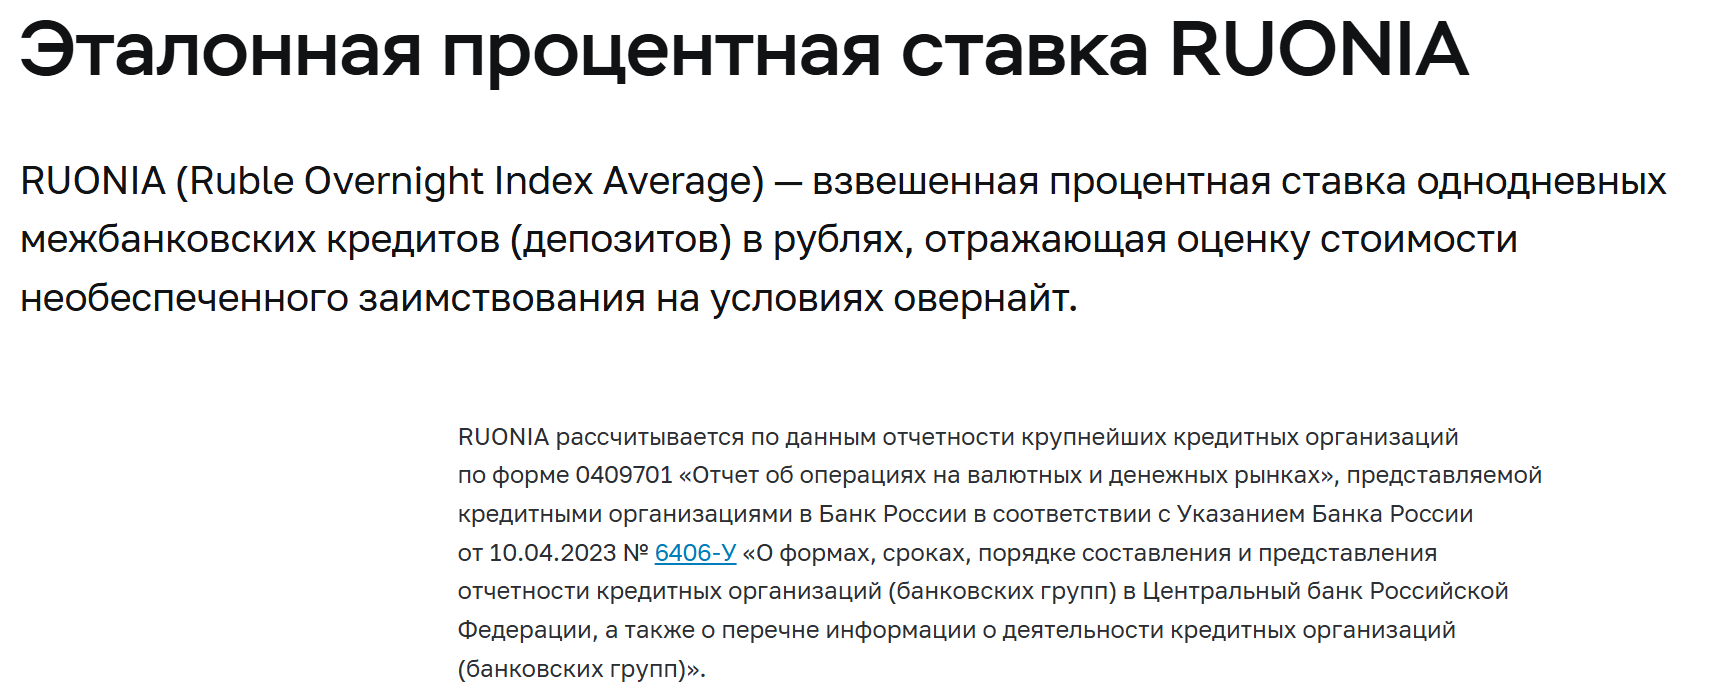 Эталонная процентная ставка RUONIA
RUONIA (Ruble Overnight Index Average) — взвешенная процентная ставка однодневных
межбанковских кредитов (депозитов) в рублях, отражающая оценку стоимости
необеспеченного заимствования на условиях овернайт.
RUONIA рассчитывается по данным отчетности крупнейших кредитных организаций
по форме 0409701 «Отчет об операциях на валютных и денежных рынках», представляемой
кредитными организациями в Банк России в соответствии с Указанием Банка России
от 10.04.2023 № 6406-У «О формах, сроках, порядке составления и представления
отчетности кредитных организаций (банковских групп) в Центральный банк Российской
Федерации, а также о перечне информации о деятельности кредитных организаций
(банковских групп)».